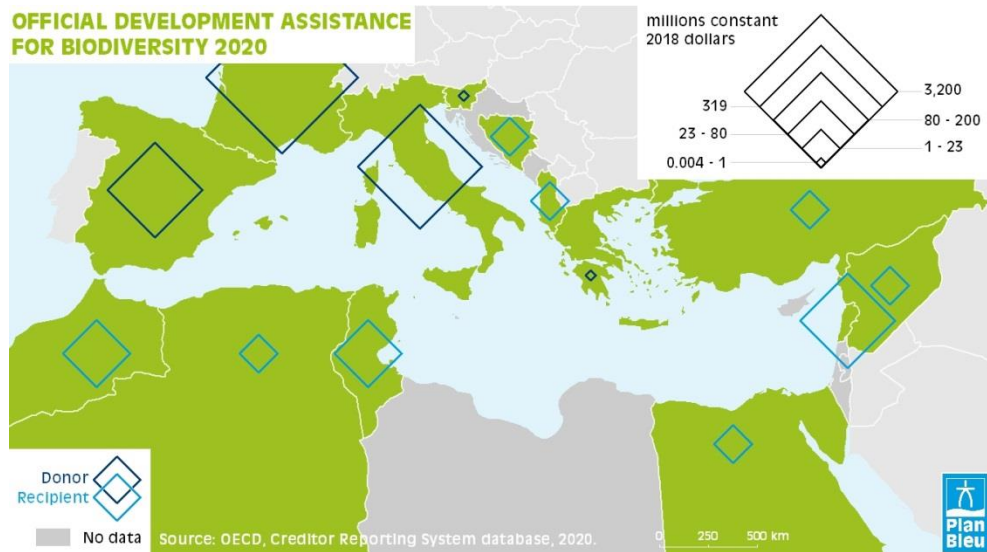 OFFICIAL DEVELOPMENT ASSISTANCE
FOR BIODIVERSITY 2020
millions constant
2018 dollars
319
3,200
23 - 80
80 - 200
0.004 - 1
1 - 23
Donor
Recipient
No data
Source: OECD, Creditor Reporting System database, 2020.
0 250 500 km
Plan
Bleu